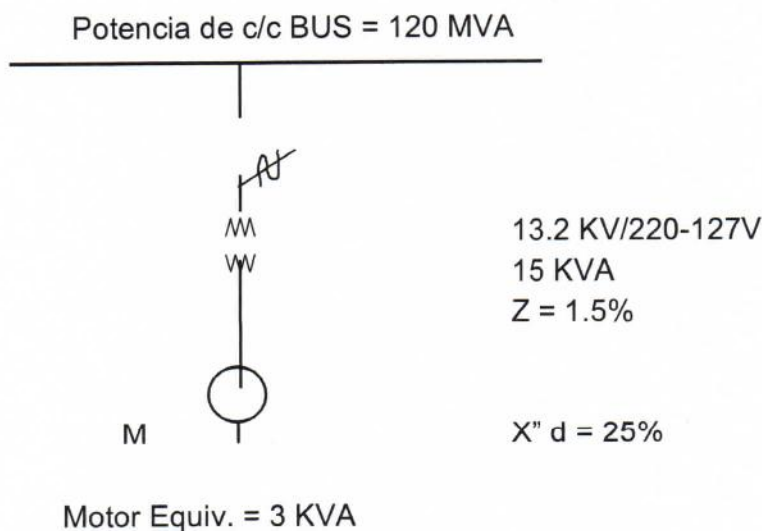 Potencia de c/c BUS = 120 MVA
13.2 KV/220-127V
15 KVA
Z = 1.5%
M
X" d = 25%
Motor Equiv. = 3 KVA